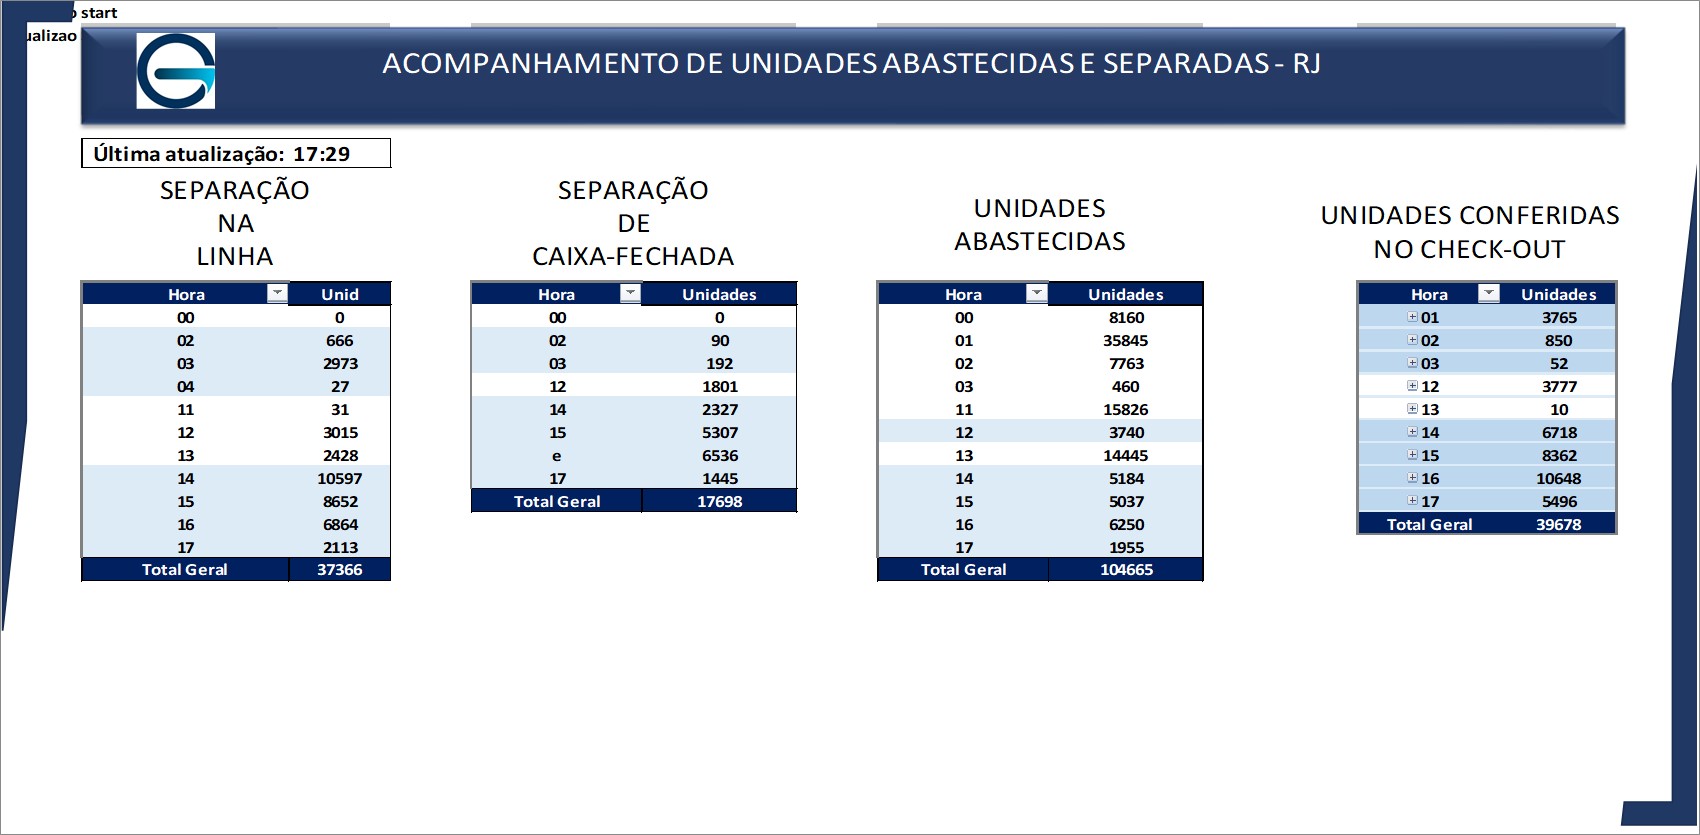 start
ualizao
ACOMPANHAMENTO DE UNIDADES ABASTECIDAS E SEPARADAS - RJ
Última atualização: 17:29
SEPARAÇÃO
NA
LINHA
Hora Unid
00 0
02 666
03 2973
04 27
11 31
12 3015
13 2428
14 10597
15 8652
16 6864
17 2113
Total Geral 37366
SEPARAÇÃO
DE
CAIXA-FECHADA
Hora Unidades
00 0
02 90
03 192
12 1801
14 2327
15 5307
e 6536
17 1445
Total Geral 17698
UNIDADES
ABASTECIDAS
Hora Unidades
00 8160
01 35845
02 7763
03 460
11 15826
12 3740
13 14445
14 5184
15 5037
16 6250
17 1955
Total Geral 104665
UNIDADES CONFERIDAS
NO CHECK-OUT
Hora Unidades
01 3765
02 850
03 52
12 3777
13 10
14 6718
15 8362
16 10648
17 5496
Total Geral 39678